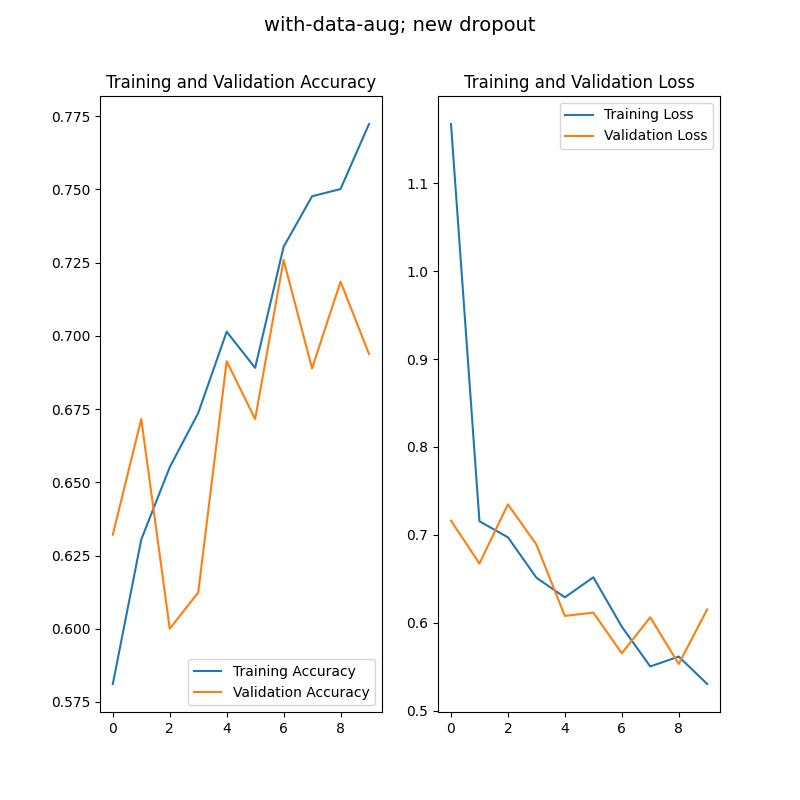 with-data-aug; new dropout
Training and Validation Accuracy
0.775
0.750
0.725
0.700
0.675
0.650
0.625
0.600
0.575
0 2 4 6 8
Training Accuracy
Validation Accuracy
Training and Validation Loss
Training Loss
Validation Loss
1.1
1.0
0.9
0.8
0.7
0.6
0.5
0 2 4 6 8